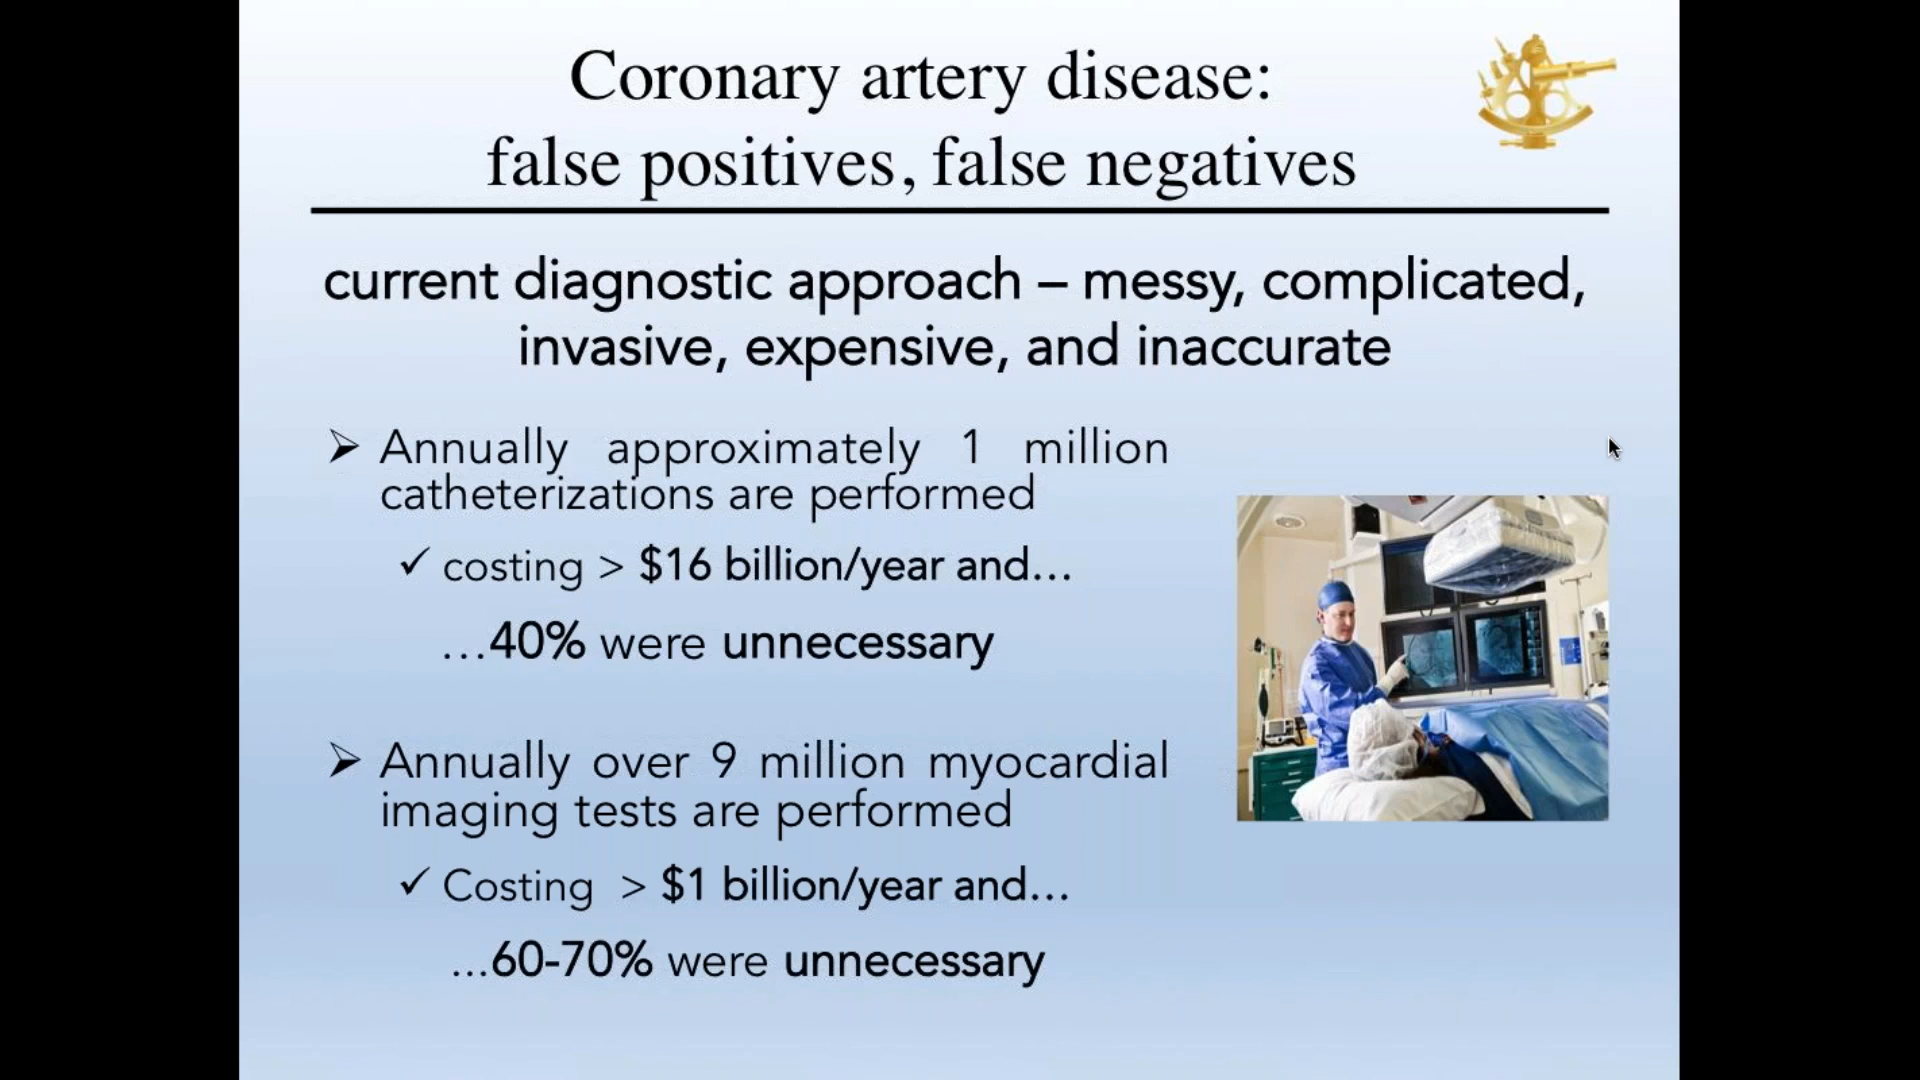 Coronary artery disease:
false positives, false negatives
current diagnostic approach – messy, complicated,
invasive, expensive, and inaccurate
➢ Annually approximately 1 million
catheterizations are performed
✓ costing > $16 billion/year and…
…40% were unnecessary
➢ Annually over 9 million myocardial
imaging tests are performed
✓ Costing > $1 billion/year and…
...60-70% were unnecessary